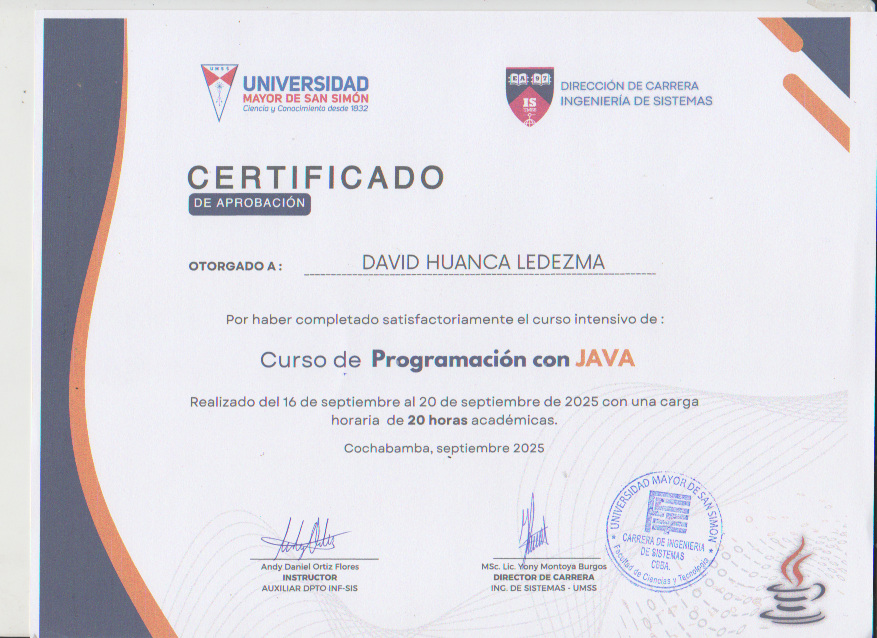 UMSS
UNIVERSIDAD
MAYOR DE SAN SIMÓN
Ciencia y Conocimiento desde 1832
IS
DIRECCIÓN DE CARRERA
INGENIERÍA DE SISTEMAS
CERTIFICADO
DE APROBACIÓN
OTORGADO A : DAVID HUANCA LEDEZMA
Por haber completado satisfactoriamente el curso intensivo de :
Curso de Programación con JAVA
Realizado del 16 de septiembre al 20 de septiembre de 2025 con una carga
horaria de 20 horas académicas.
Cochabamba, septiembre 2025
Andy Daniel Ortiz Flores
INSTRUCTOR
AUXILIAR DPTO INF-SIS
MSc. Lic. Yony Montoya Burgos
DIRECTOR DE CARRERA
ING. DE SISTEMAS - UMSS
UNIVERSIDAD MAYOR DE SAN SIMON
CARRERA DE INGENIERIA
DE SISTEMAS
CBBA.
Facultad de Ciencias y Tecnología